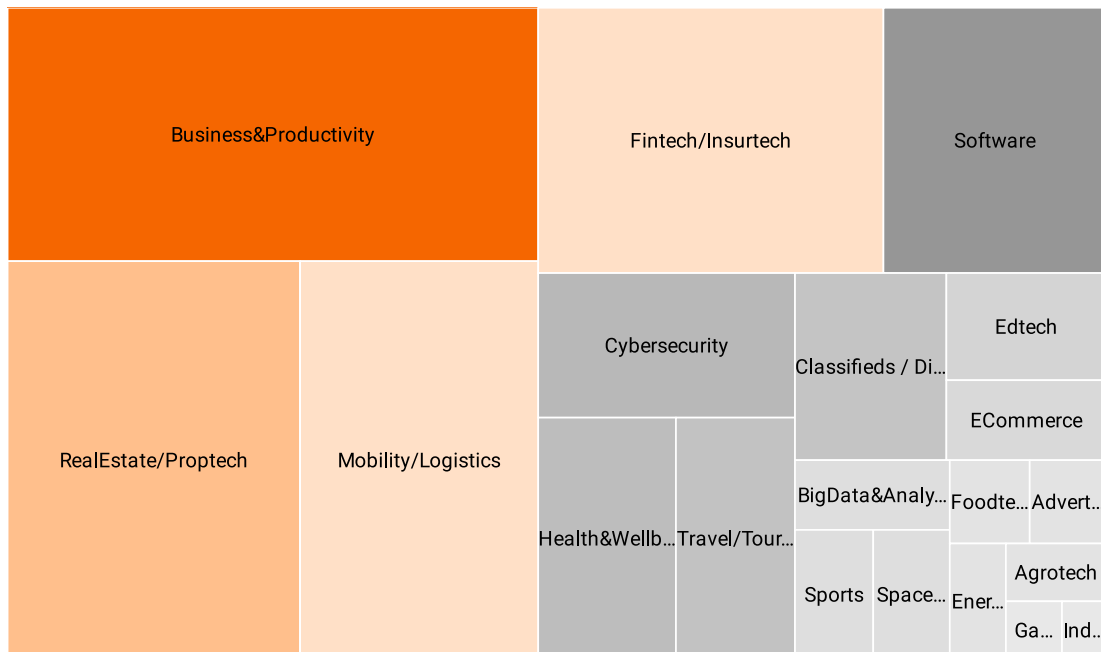 Business&Productivity
Fintech/Insurtech
Software
RealEstate/Proptech
Mobility/Logistics
Cybersecurity
Classifieds / Di...
Edtech
ECommerce
Health&Wellb...
Travel/Tour...
BigData&Analy...
Foodte...
Advert...
Sports
Space...
Ener...
Agrotech
Ga...
Ind...